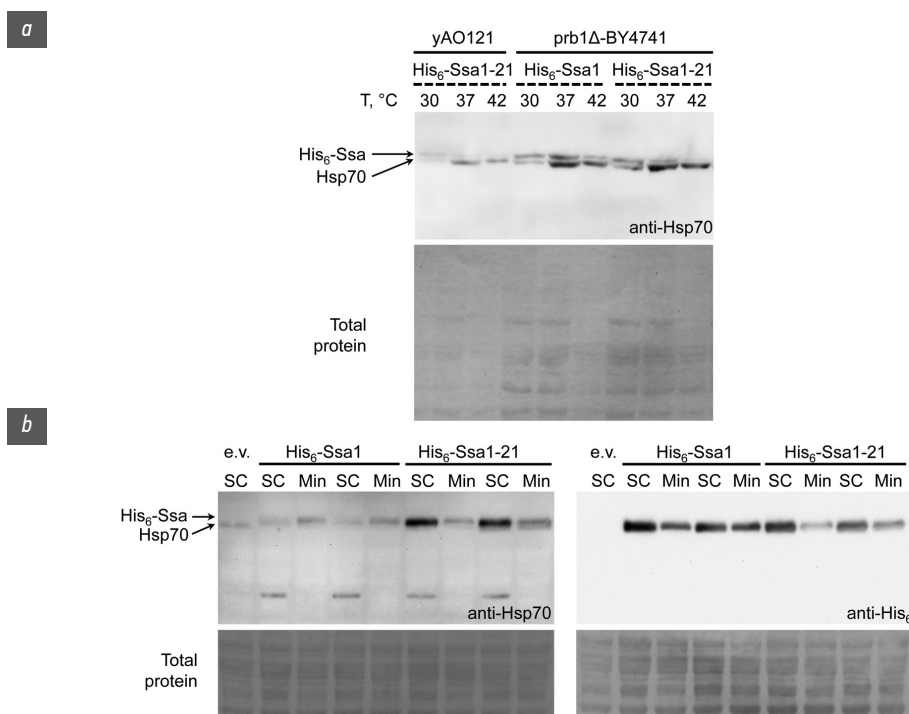 a
yAO121 prb1Δ-BY4741
His₆-Ssa1-21 His₆-Ssa1 His₆-Ssa1-21
T, °C 30 37 42 30 37 42 30 37 42
His₆-Ssa
Hsp70
anti-Hsp70
Total
protein
b
e.v. His₆-Ssa1 His₆-Ssa1-21 His₆-Ssa1 His₆-Ssa1-21
SC SC Min SC Min SC Min SC Min e.v.
SC SC Min SC Min SC Min SC Min
His₆-Ssa
Hsp70
anti-Hsp70 anti-His₆
Total
protein